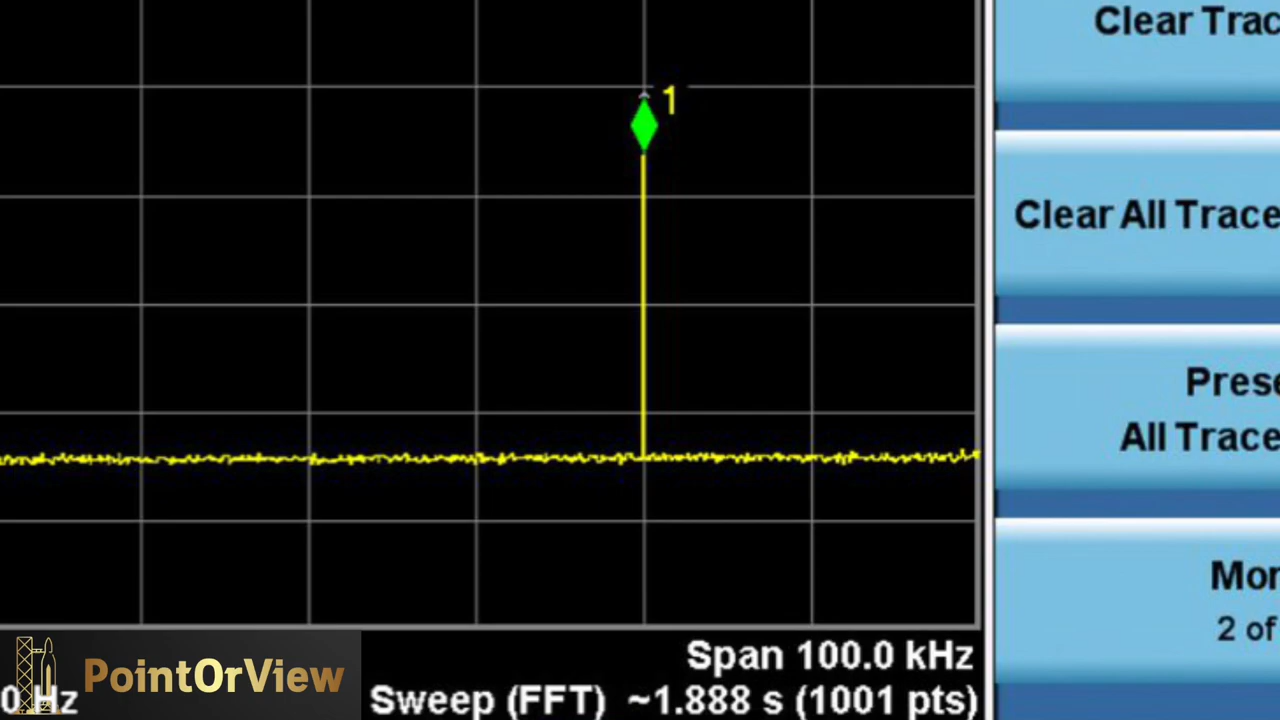 Clear Trac
1
Clear All Trace
Prese
All Trace
Mor
2 of
Span 100.0 kHz
PointOrView
0 Hz
Sweep (FFT) ~1.888 s (1001 pts)